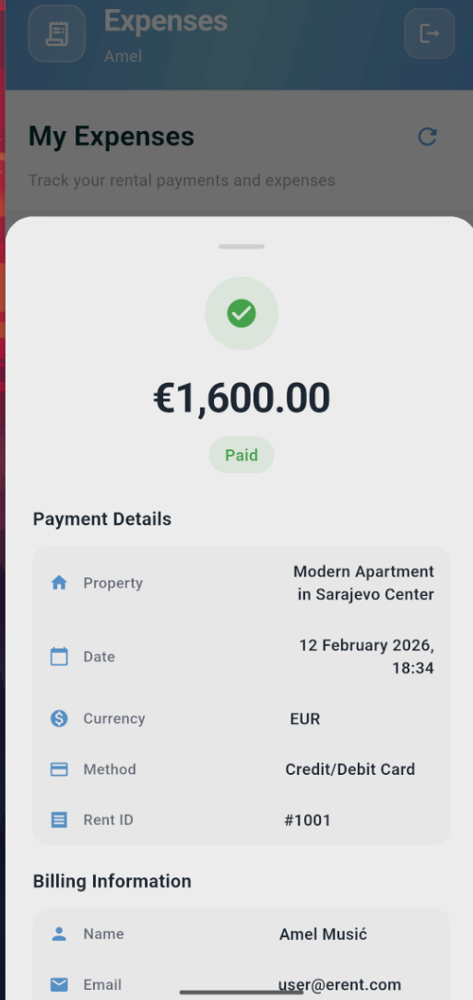 Expenses
Amel
My Expenses
Track your rental payments and expenses
€1,600.00
Paid
Payment Details
Property
Modern Apartment
in Sarajevo Center
Date
12 February 2026,
18:34
Currency
EUR
Method
Credit/Debit Card
Rent ID
#1001
Billing Information
Name
Amel Musić
Email
user@erent.com